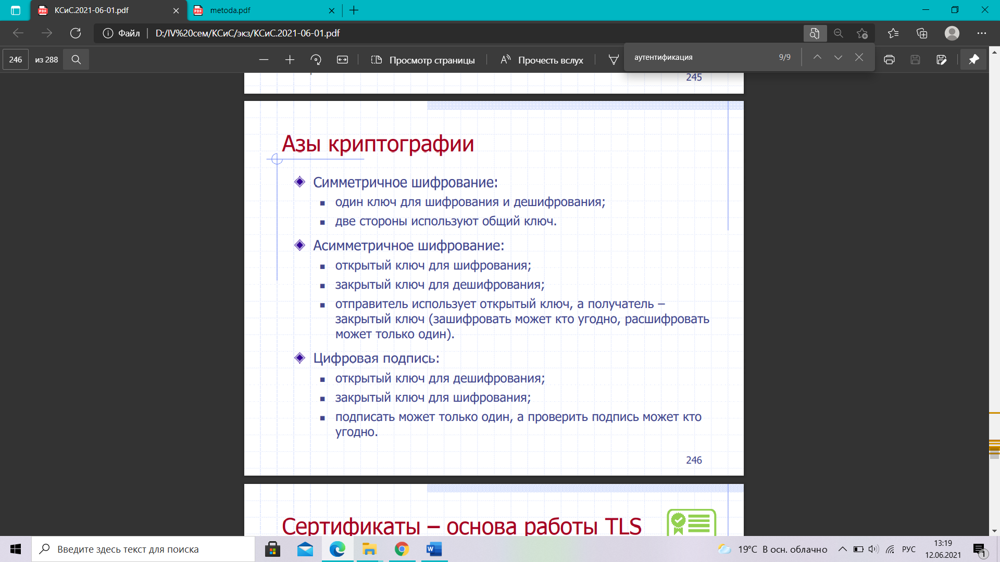 КСиС.2021-06-01.pdf
metoda.pdf
Файл
D:/IV%20сем/КСиС/экз/КСиС.2021-06-01.pdf
246
из 288
Просмотр страницы
Прочесть вслух
аутентификация
9/9
245
Азы криптографии
Симметричное шифрование:
один ключ для шифрования и дешифрования;
две стороны используют общий ключ.
Асимметричное шифрование:
открытый ключ для шифрования;
закрытый ключ для дешифрования;
отправитель использует открытый ключ, а получатель –
закрытый ключ (зашифровать может кто угодно, расшифровать
может только один).
Цифровая подпись:
открытый ключ для дешифрования;
закрытый ключ для шифрования;
подписать может только один, а проверить подпись может кто
угодно.
246
Сертификаты – основа работы TLS
Введите здесь текст для поиска
19°C В осн. облачно
РУС
13:19
12.06.2021
1